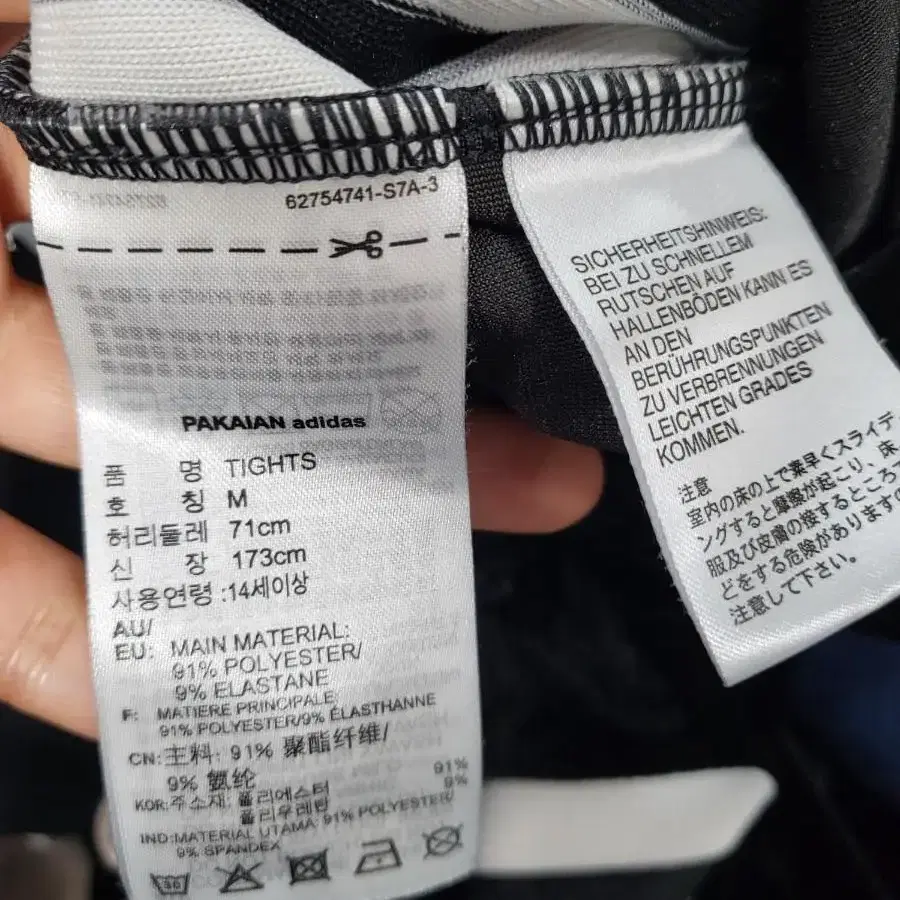 62754741-S7A-3
PAKAIAN adidas
품 명 TIGHTS
호 칭 M
허리둘레 71cm
신 장 173cm
사용연령 :14세이상
AU/
EU: MAIN MATERIAL:
91% POLYESTER/
9% ELASTANE
F: MATIERE PRINCIPALE:
91% POLYESTER/9% ÉLASTHANNE
CN: 主料: 91% 聚酯纤维/
9% 氨纶
KOR: 주소재: 폴리에스터 91%
폴리우레탄 9%
IND:MATERIAL UTAMA: 91% POLYESTER/
9% SPANDEX
30
SICHERHEITSHINWEIS:
BEI ZU SCHNELLEM
RUTSCHEN AUF
HALLENBÖDEN KANN ES
AN DEN
BERÜHRUNGSPUNKTEN
ZU VERBRENNUNGEN
LEICHTEN GRADES
KOMMEN.
注意
室内の床の上で素早くスライデ
ングすると摩擦が起こり、床
服及び皮膚の接するところで
どをする危険がありますの
注意して下さい。